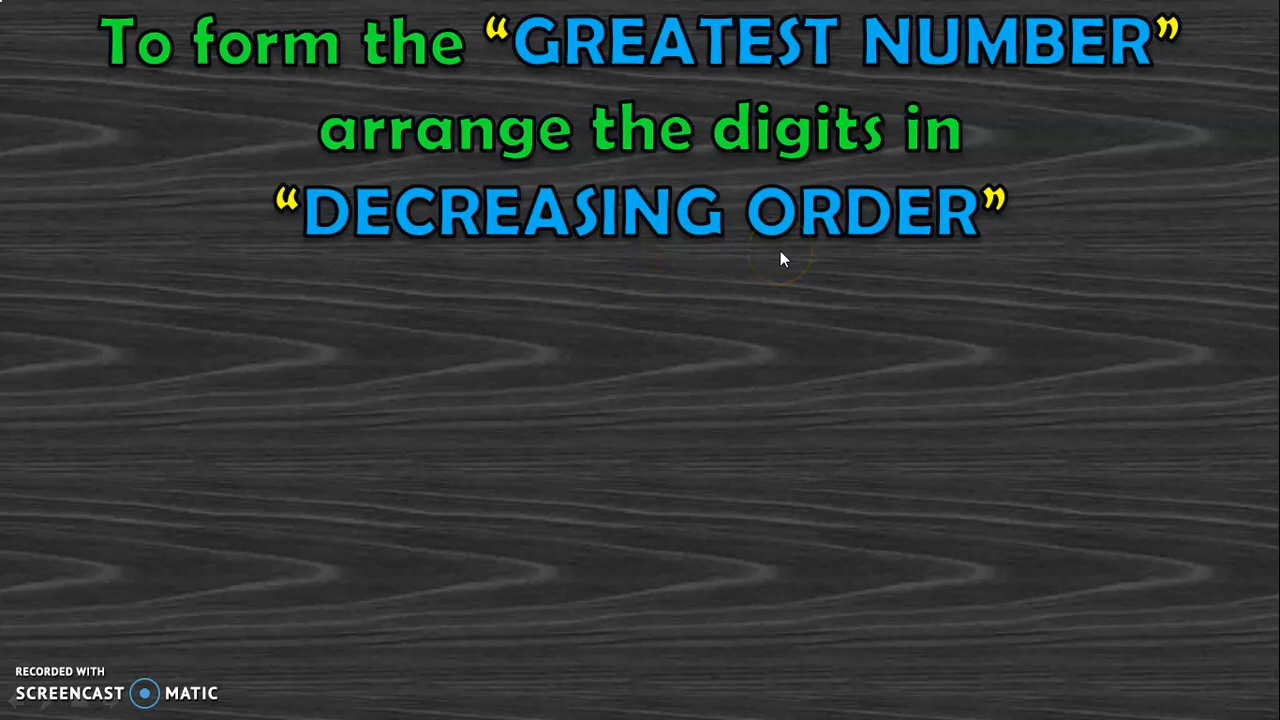 To form the “GREATEST NUMBER”
arrange the digits in
“DECREASING ORDER”
RECORDED WITH
SCREENCAST MATIC